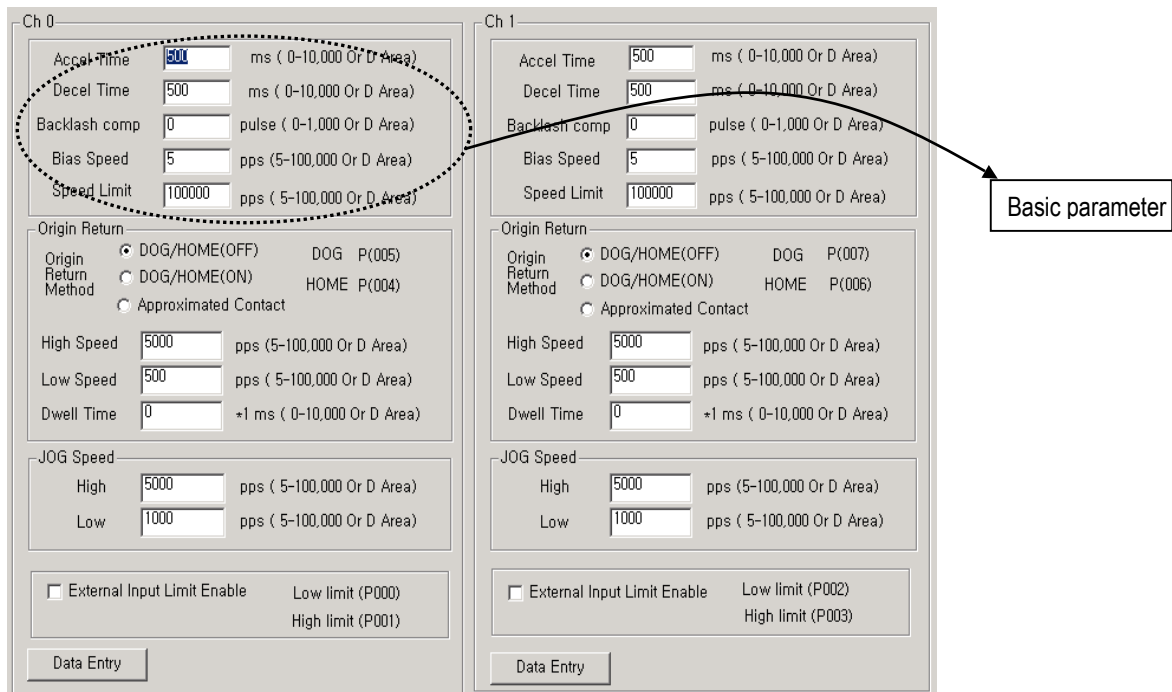 Ch 0
Accel Time 500 ms ( 0-10,000 Or D Area)
Decel Time 500 ms ( 0-10,000 Or D Area)
Backlash comp 0 pulse ( 0-1,000 Or D Area)
Bias Speed 5 pps (5-100,000 Or D Area)
Speed Limit 100000 pps ( 5-100,000 Or D Area)
Origin Return
Origin Return Method
DOG/HOME(OFF) DOG P(005)
DOG/HOME(ON) HOME P(004)
Approximated Contact
High Speed 5000 pps (5-100,000 Or D Area)
Low Speed 500 pps ( 5-100,000 Or D Area)
Dwell Time 0 *1 ms ( 0-10,000 Or D Area)
JOG Speed
High 5000 pps ( 5-100,000 Or D Area)
Low 1000 pps ( 5-100,000 Or D Area)
External Input Limit Enable Low limit (P000)
High limit (P001)
Data Entry
Ch 1
Accel Time 500 ms ( 0-10,000 Or D Area)
Decel Time 500 ms ( 0-10,000 Or D Area)
Backlash comp 0 pulse ( 0-1,000 Or D Area)
Bias Speed 5 pps ( 5-100,000 Or D Area)
Speed Limit 100000 pps ( 5-100,000 Or D Area)
Origin Return
Origin Return Method
DOG/HOME(OFF) DOG P(007)
DOG/HOME(ON) HOME P(006)
Approximated Contact
High Speed 5000 pps ( 5-100,000 Or D Area)
Low Speed 500 pps ( 5-100,000 Or D Area)
Dwell Time 0 *1 ms ( 0-10,000 Or D Area)
JOG Speed
High 5000 pps (5-100,000 Or D Area)
Low 1000 pps ( 5-100,000 Or D Area)
External Input Limit Enable Low limit (P002)
High limit (P003)
Data Entry
Basic parameter